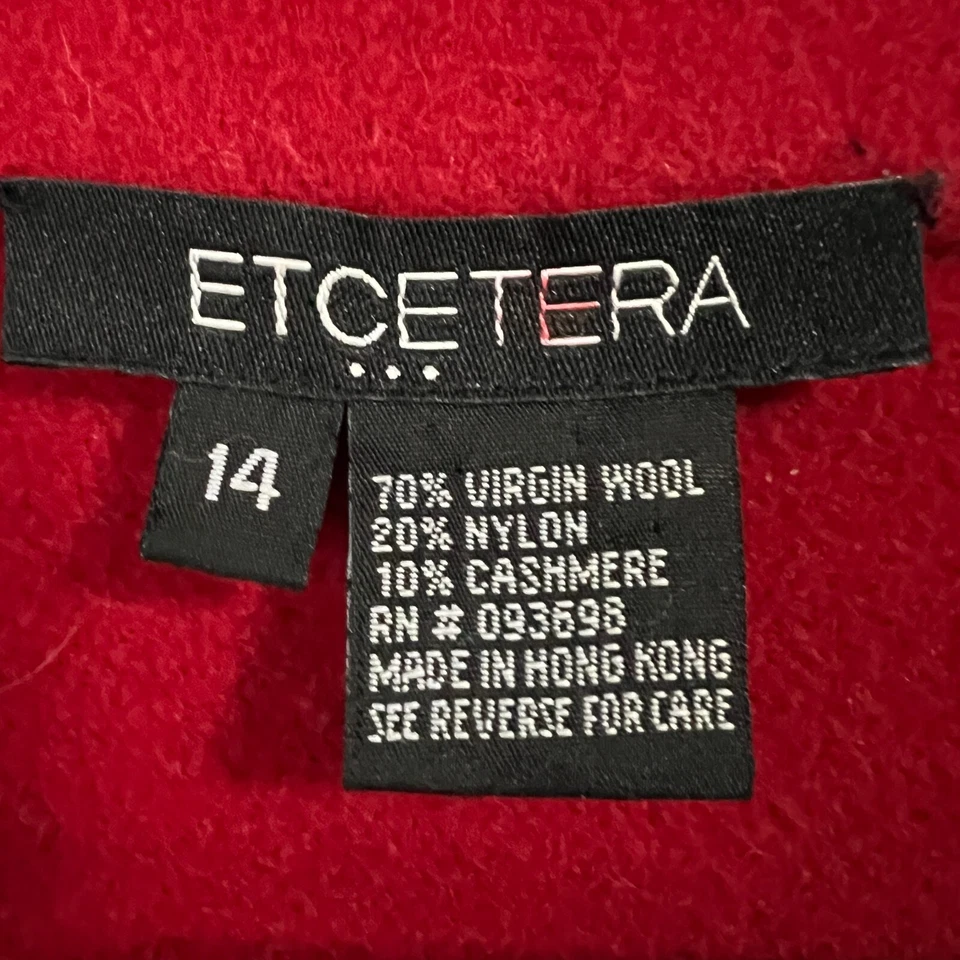 ETCETERA
...
14
70% VIRGIN WOOL
20% NYLON
10% CASHMERE
RN # 093698
MADE IN HONG KONG
SEE REVERSE FOR CARE